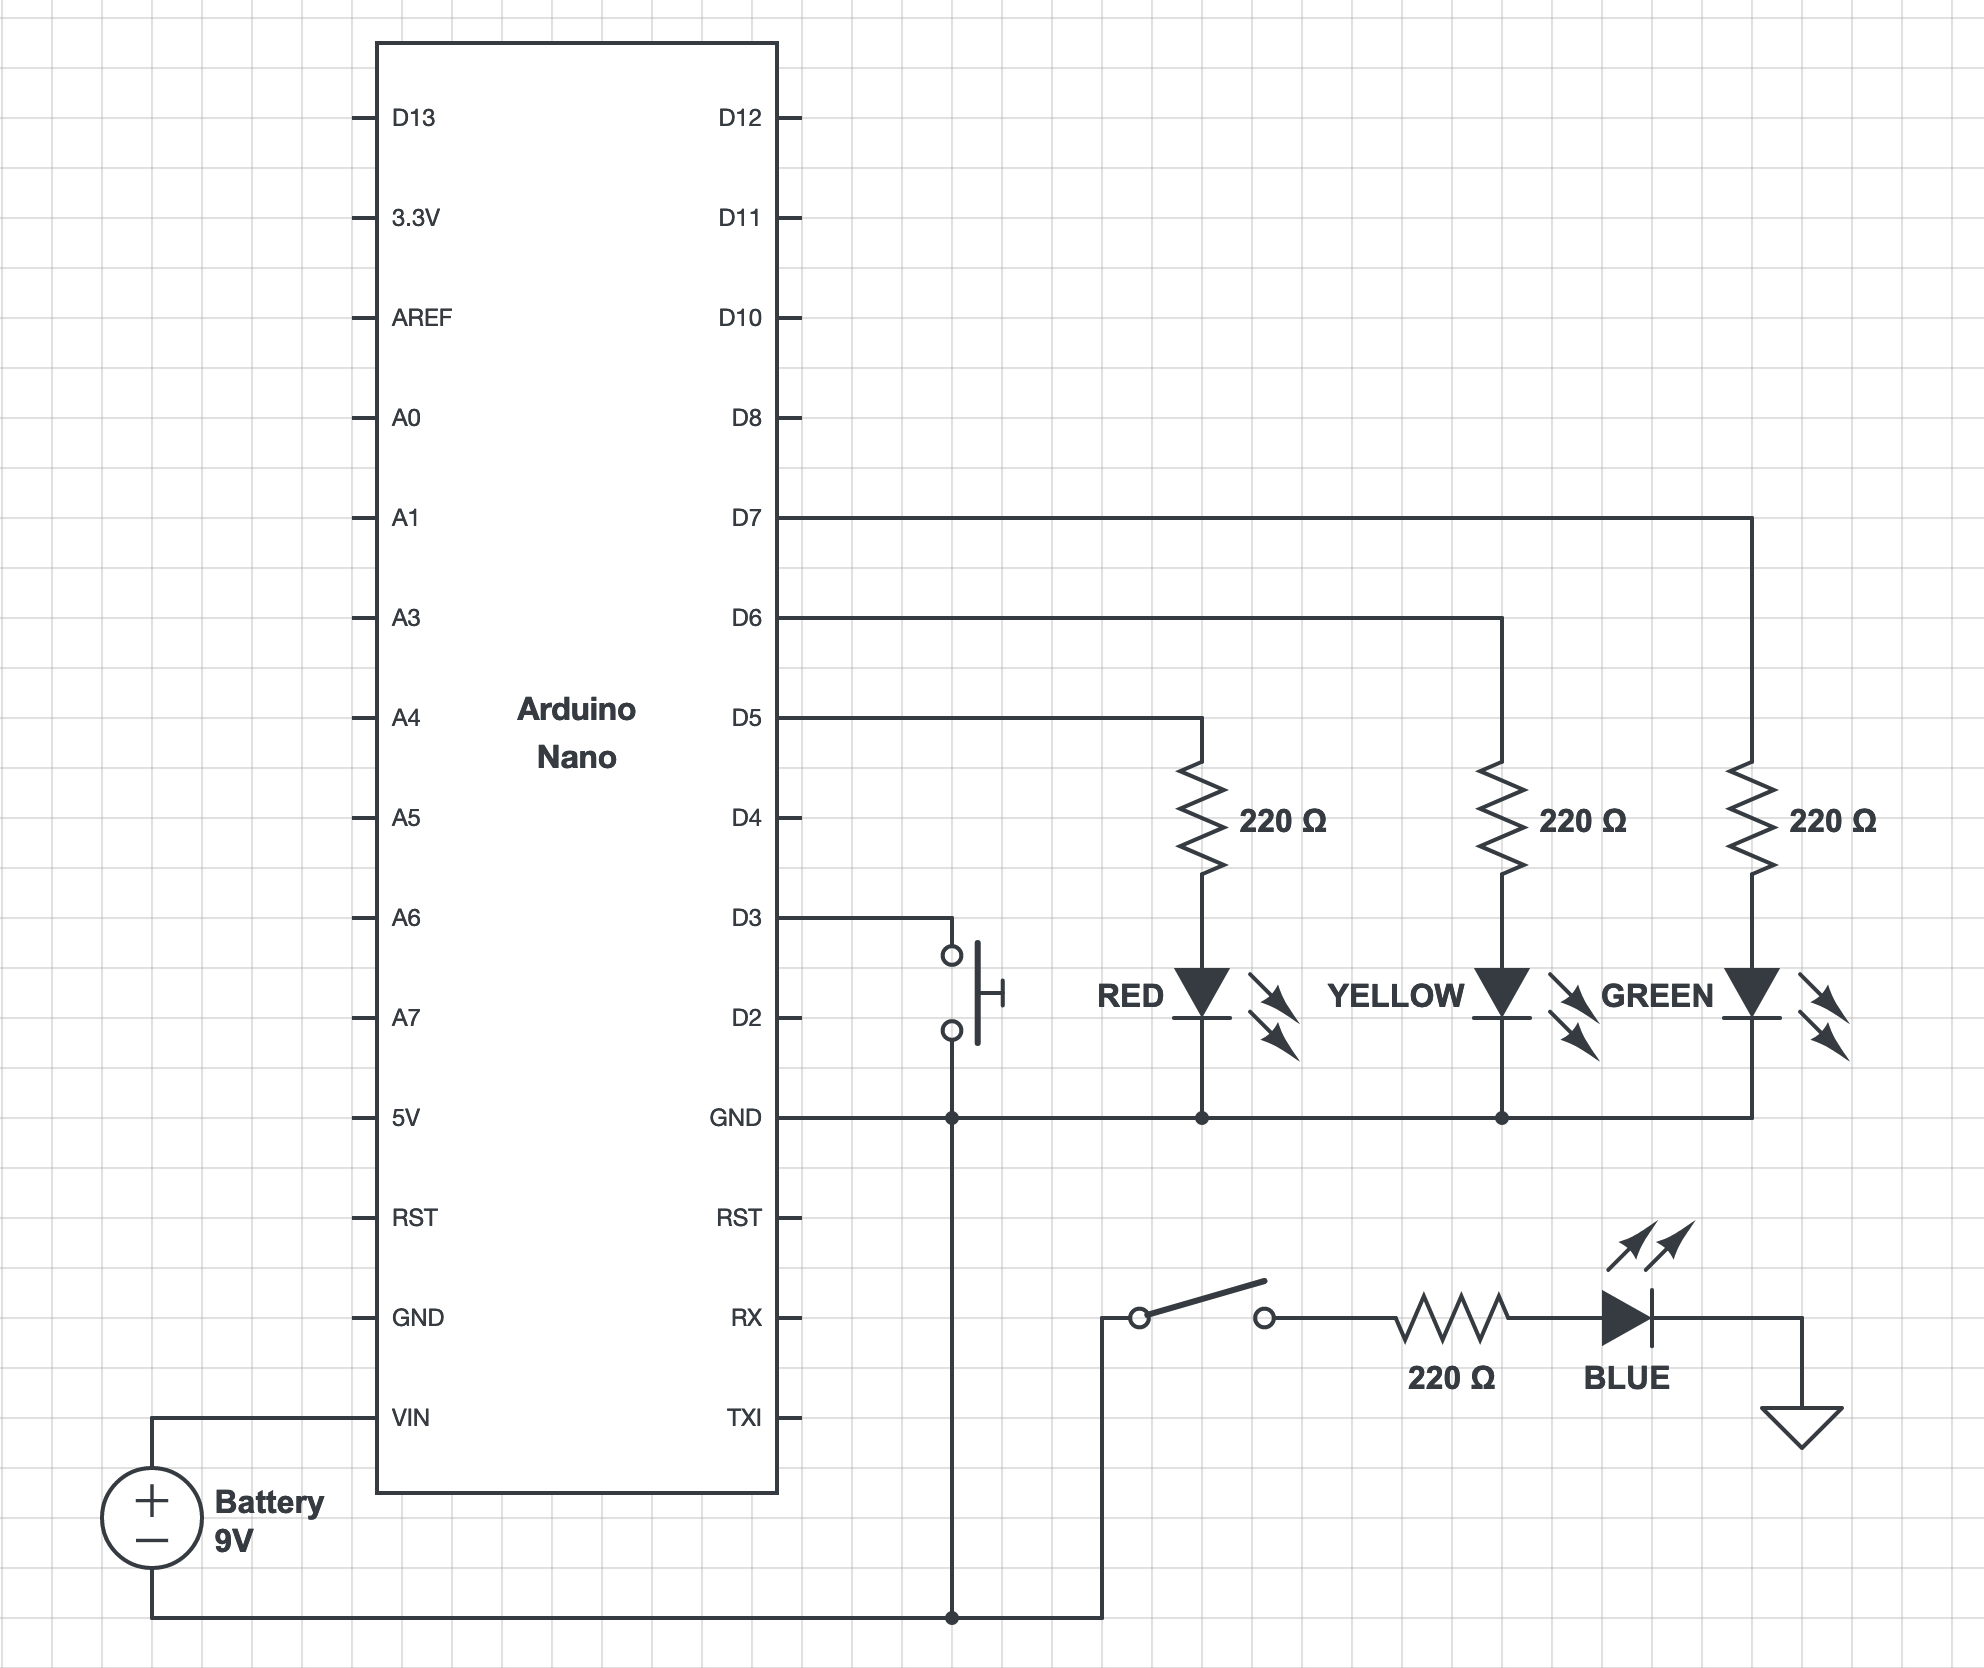 D13
D12
3.3V
D11
AREF
D10
A0
D8
A1
D7
A3
D6
Arduino
Nano
A4
D5
A5
D4
220 Ω
220 Ω
220 Ω
A6
D3
RED
YELLOW
GREEN
A7
D2
5V
GND
RST
RST
GND
RX
220 Ω
BLUE
VIN
TXI
Battery
9V